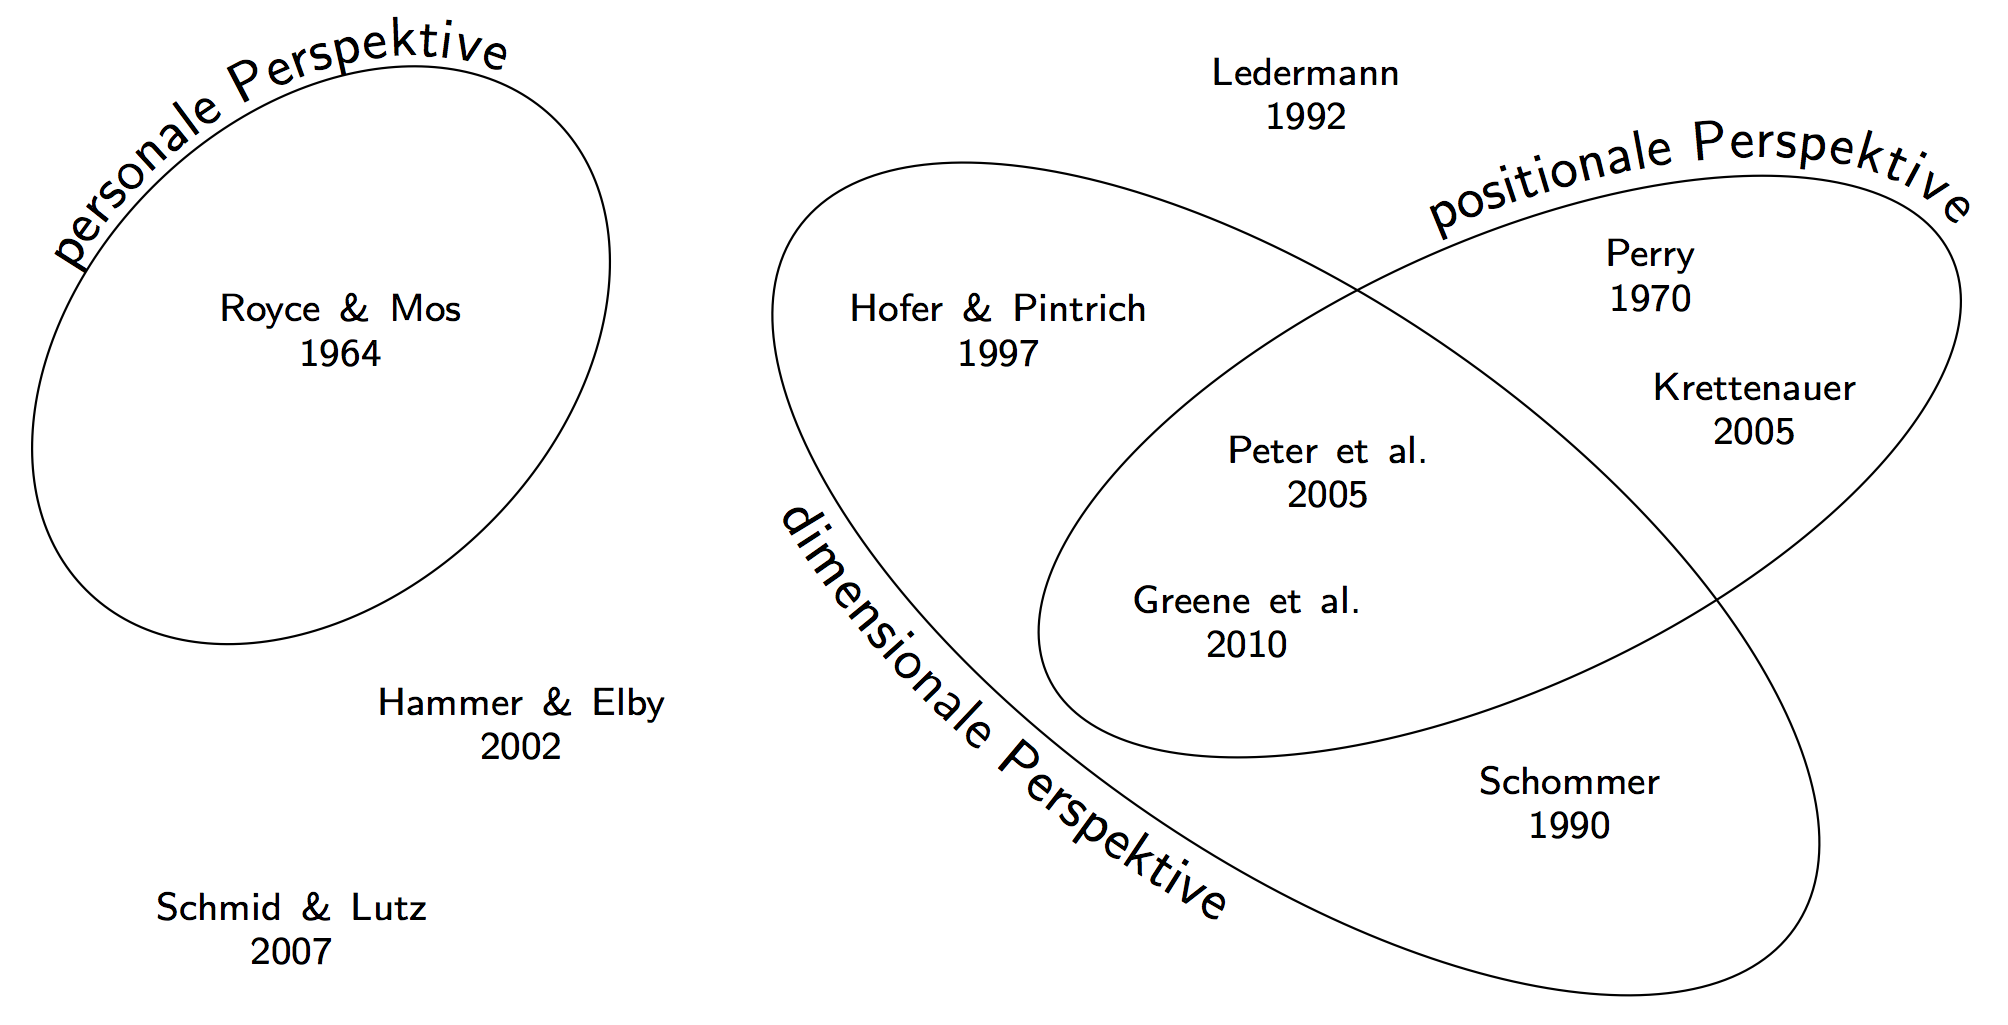 personale Perspektive
Royce & Mos
1964
Hammer & Elby
2002
Schmid & Lutz
2007
Ledermann
1992
positionale Perspektive
Perry
1970
Krettenauer
2005
Hofer & Pintrich
1997
Peter et al.
2005
Greene et al.
2010
dimensionale Perspektive
Schommer
1990